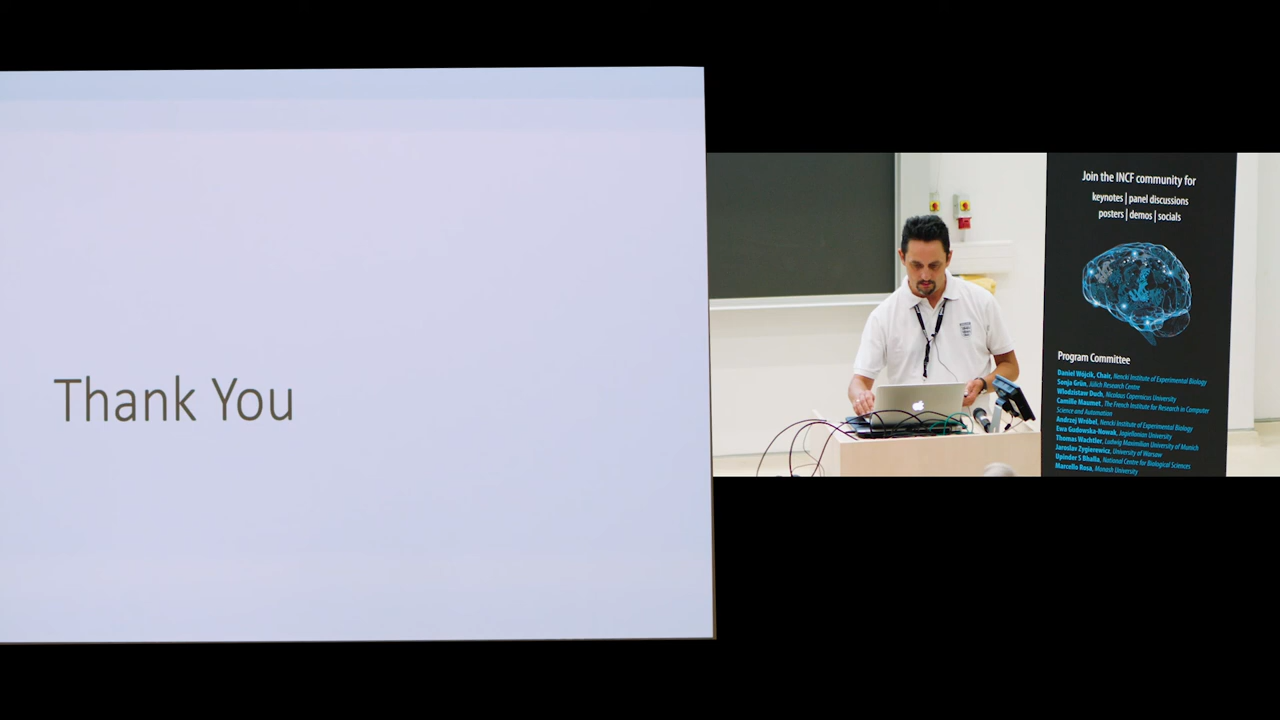 Thank You
Join the INCF community for
keynotes | panel discussions
posters | demos | socials
Program Committee
Daniel Wójcik, Chair, Nencki Institute of Experimental Biology
Sonja Grün, Jülich Research Centre
Wlodzislaw Duch, Nicolaus Copernicus University
Camille Maumet, The French Institute for Research in Computer
Science and Automation
Andrzej Wróbel, Nencki Institute of Experimental Biology
Ewa Gudowska-Nowak, Jagiellonian University
Thomas Wachtler, Ludwig Maximilian University of Munich
Jaroslaw Zygierewicz, University of Warsaw
Upinder S Bhalla, National Centre for Biological Sciences
Marcello Rosa, Monash University